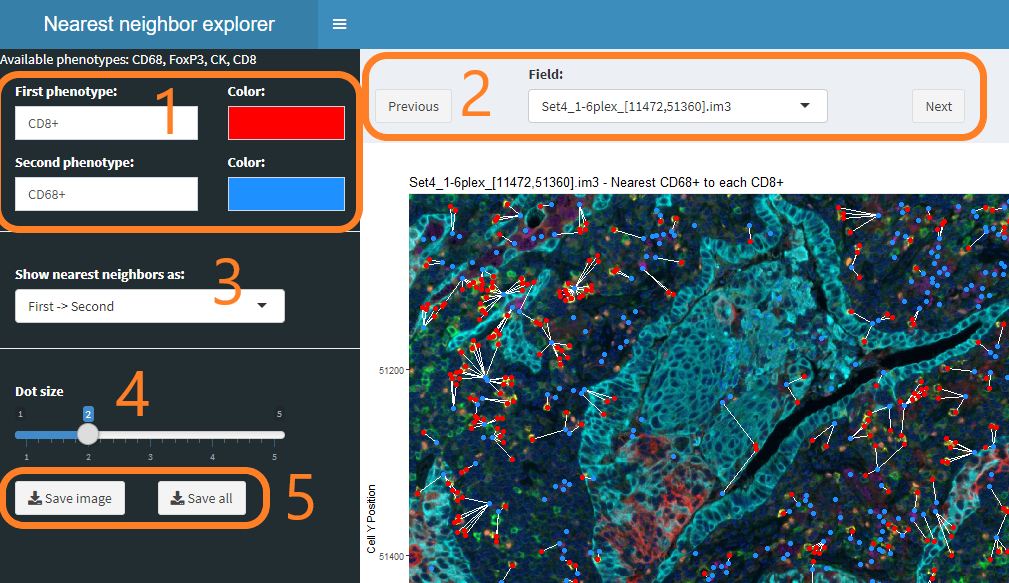 Nearest neighbor explorer
Available phenotypes: CD68, FoxP3, CK, CD8
First phenotype:
Color:
1
CD8+
Second phenotype:
Color:
CD68+
2
Field:
Previous
Set4_1-6plex_[11472,51360].im3
Next
3
Show nearest neighbors as:
First -> Second
4
Dot size
1 2 5
1 2 3 4 5
Save image
Save all
5
Set4_1-6plex_[11472,51360].im3 - Nearest CD68+ to each CD8+
51200
Cell Y Position
51400